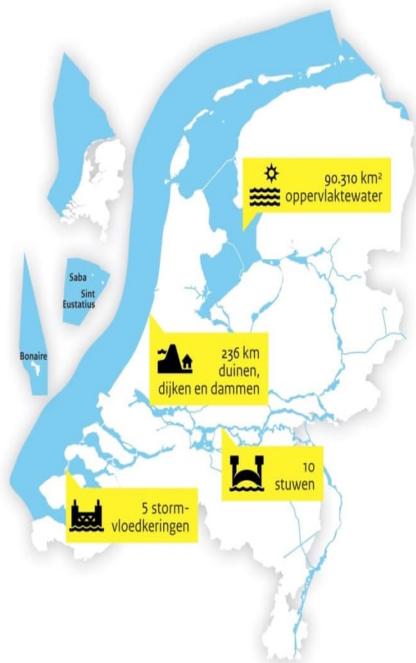 90.310 km²
oppervlaktewater
Saba
Sint
Eustatius
Bonaire
236 km
duinen,
dijken en dammen
10
stuwen
5 storm-
vloedkeringen